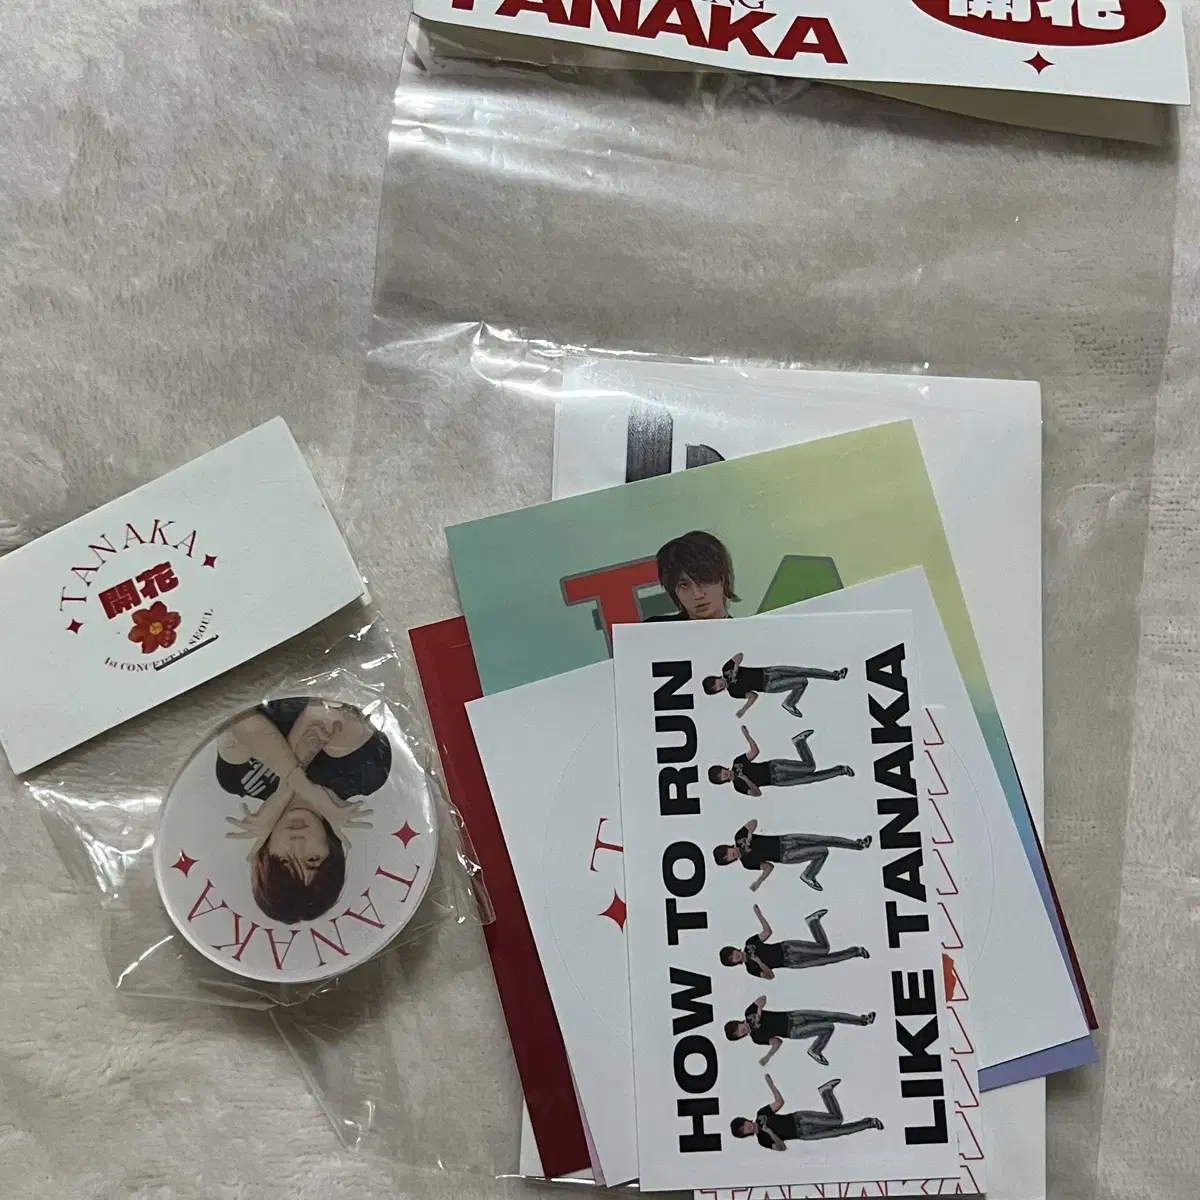 TANAKA
開花
TANAKA
開花
1st CONCERT in SEOUL
TANAKA
HOW TO RUN
LIKE TANAKA
TANAKA